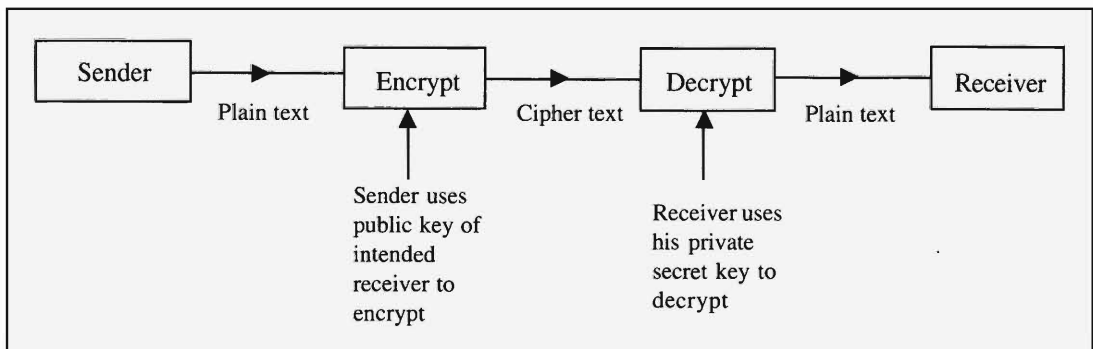 Sender
Encrypt
Decrypt
Receiver
Plain text
Cipher text
Plain text
Sender uses
public key of
intended
receiver to
encrypt
Receiver uses
his private
secret key to
decrypt